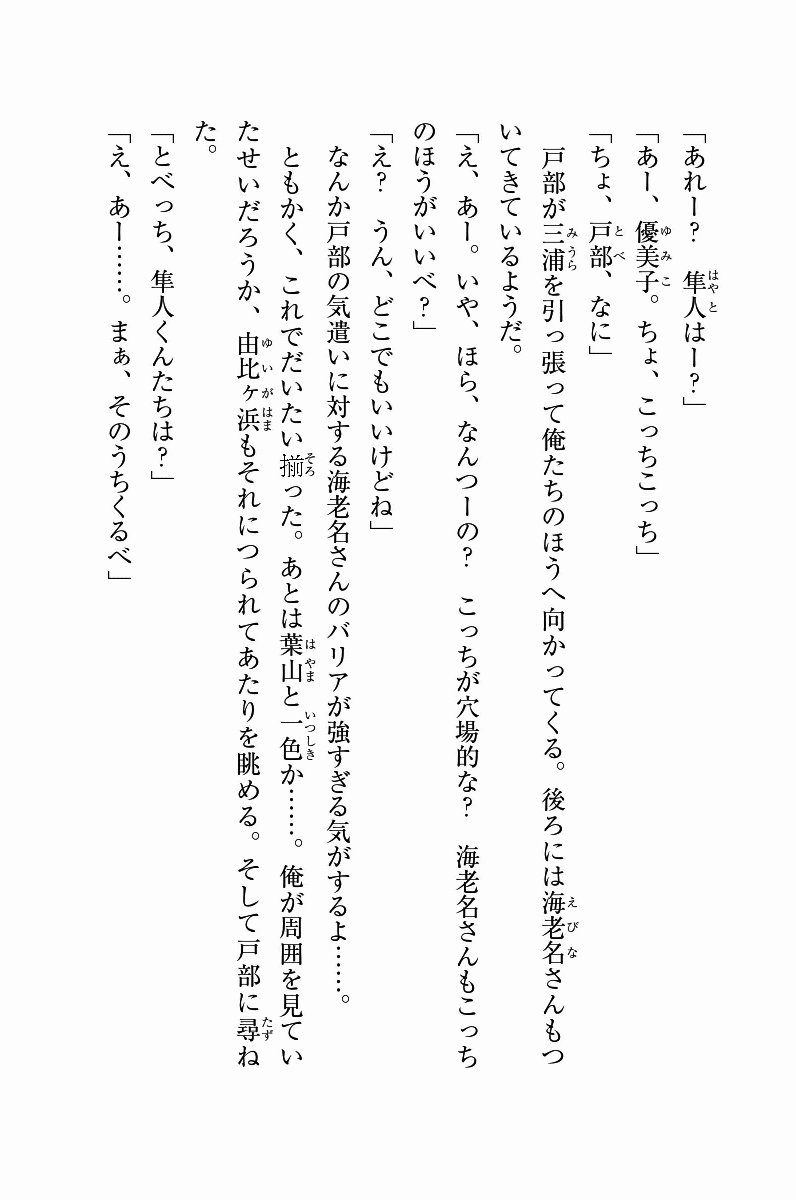 「あれー？　隼人はー？」
「あー、優美子。ちょ、こっちこっち」
「ちょ、戸部、なに」
　戸部が三浦を引っ張って俺たちのほうへ向かってくる。後ろには海老名さんもつ
いてきているようだ。
「え、あー。いや、ほら、なんつーの？　こっちが穴場的な？　海老名さんもこっち
のほうがいいべ？」
「え？　うん、どこでもいいけどね」
　なんか戸部の気遣いに対する海老名さんのバリアが強すぎる気がするよ……。
　ともかく、これでだいたい揃った。あとは葉山と一色か……。俺が周囲を見てい
たせいだろうか、由比ヶ浜もそれにつられてあたりを眺める。そして戸部に尋ね
た。
「とべっち、隼人くんたちは？」
「え、あー……。まぁ、そのうちくるべ」